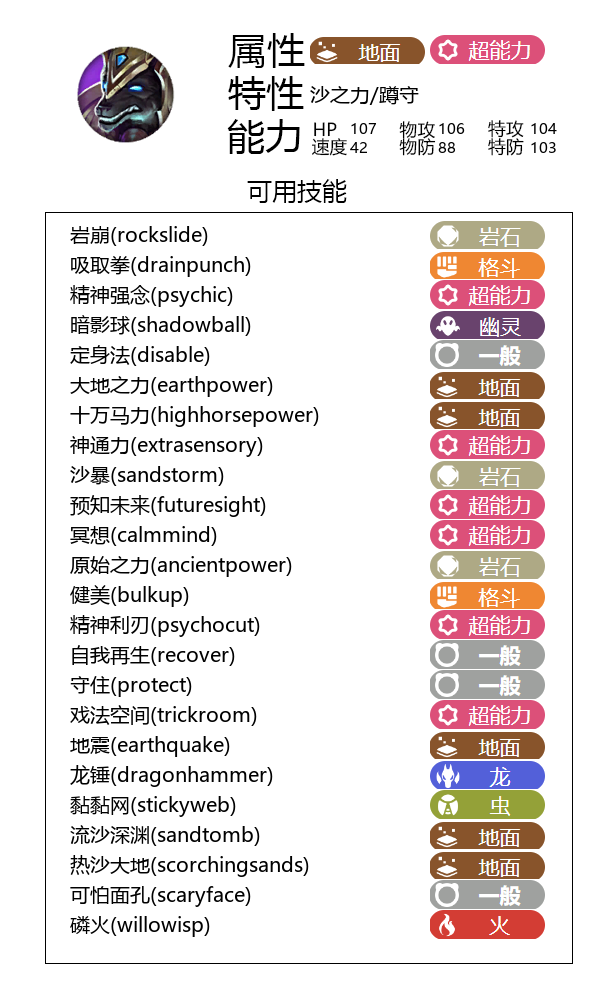 属性 地面 超能力
特性 沙之力/蹲守
能力 HP 107 物攻 106 特攻 104
速度 42 物防 88 特防 103
可用技能
岩崩(rockslide) 岩石
吸取拳(drainpunch) 格斗
精神强念(psychic) 超能力
暗影球(shadowball) 幽灵
定身法(disable) 一般
大地之力(earthpower) 地面
十万马力(highhorsepower) 地面
神通力(extrasensory) 超能力
沙暴(sandstorm) 岩石
预知未来(futuresight) 超能力
冥想(calmmind) 超能力
原始之力(ancientpower) 岩石
健美(bulkup) 格斗
精神利刃(psychocut) 超能力
自我再生(recover) 一般
守住(protect) 一般
戏法空间(trickroom) 超能力
地震(earthquake) 地面
龙锤(dragonhammer) 龙
黏黏网(stickyweb) 虫
流沙深渊(sandtomb) 地面
热沙大地(scorchingsands) 地面
可怕面孔(scaryface) 一般
磷火(willowisp) 火